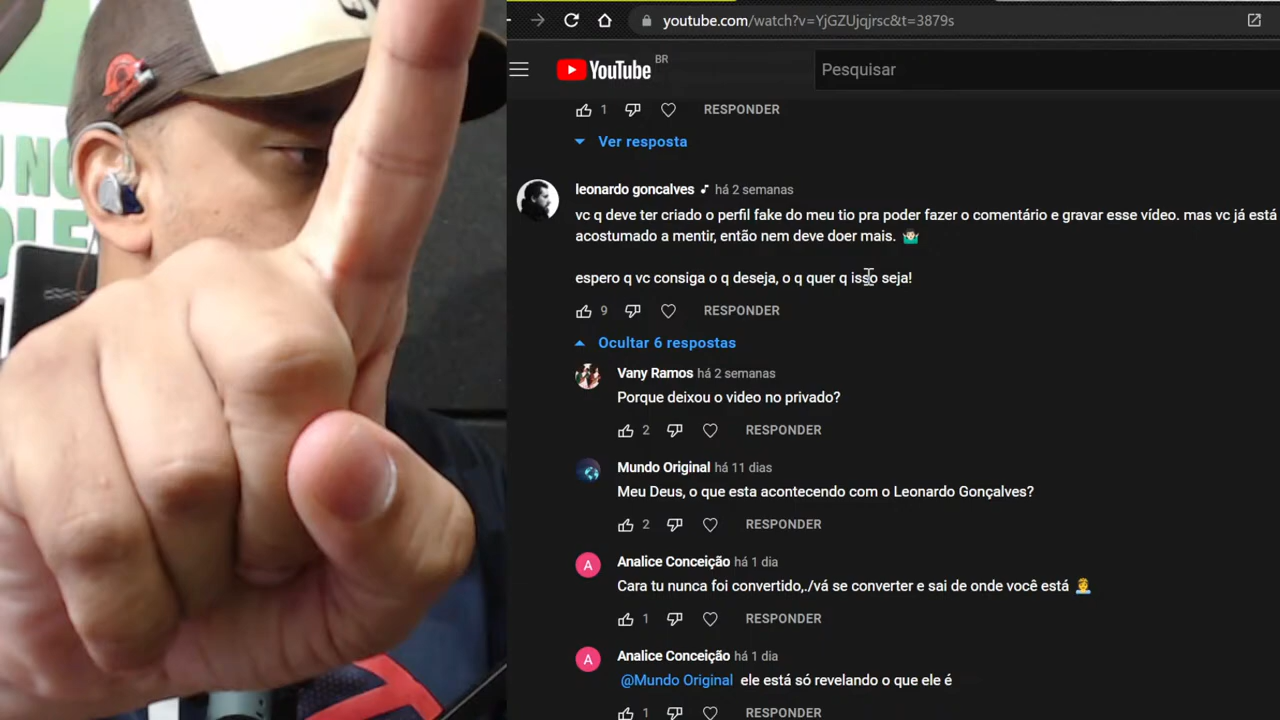 youtube.com/watch?v=YjGZUjqjrsc&t=3879s
YouTube BR
Pesquisar
1 RESPONDER
Ver resposta
leonardo goncalves há 2 semanas
vc q deve ter criado o perfil fake do meu tio pra poder fazer o comentário e gravar esse vídeo. mas vc já está
acostumado a mentir, então nem deve doer mais. 🤷🏻‍♂️
espero q vc consiga o q deseja, o q quer q isso seja!
9 RESPONDER
Ocultar 6 respostas
Vany Ramos há 2 semanas
Porque deixou o video no privado?
2 RESPONDER
Mundo Original há 11 dias
Meu Deus, o que esta acontecendo com o Leonardo Gonçalves?
2 RESPONDER
A
Analice Conceição há 1 dia
Cara tu nunca foi convertido,./vá se converter e sai de onde você está 🤦‍♀️
1 RESPONDER
A
Analice Conceição há 1 dia
@Mundo Original ele está só revelando o que ele é
1 RESPONDER